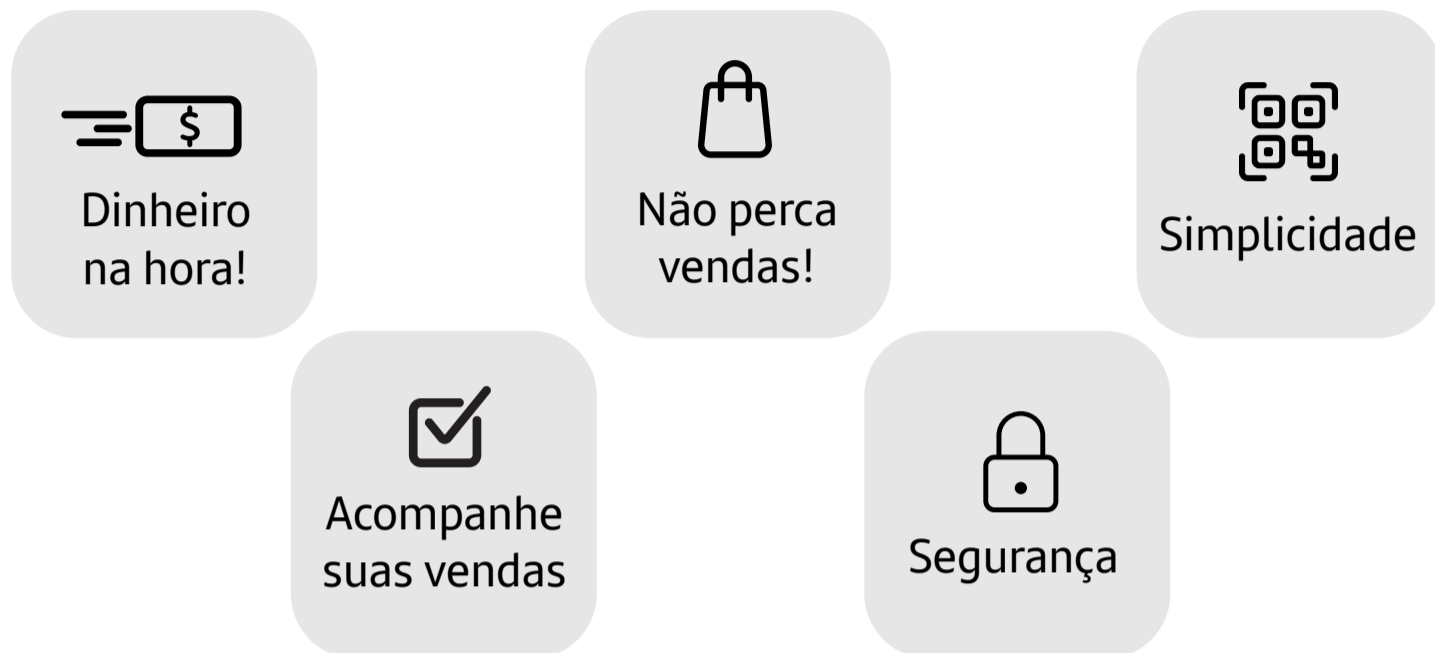 Dinheiro
na hora!
Não perca
vendas!
Simplicidade
Acompanhe
suas vendas
Segurança